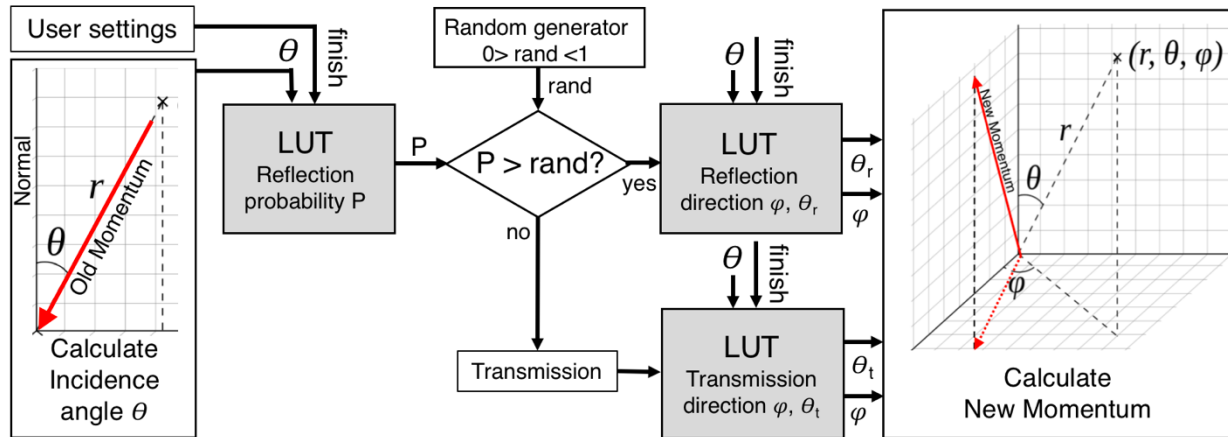 User settings
θ
finish
Normal
r
Old Momentum
θ
Calculate
Incidence
angle θ
LUT
Reflection
probability P
P
Random generator
0> rand <1
rand
P > rand?
yes
no
Transmission
θ
finish
LUT
Reflection
direction φ, θr
θr
φ
θ
finish
LUT
Transmission
direction φ, θt
θt
φ
(r, θ, φ)
New Momentum
r
θ
φ
Calculate
New Momentum